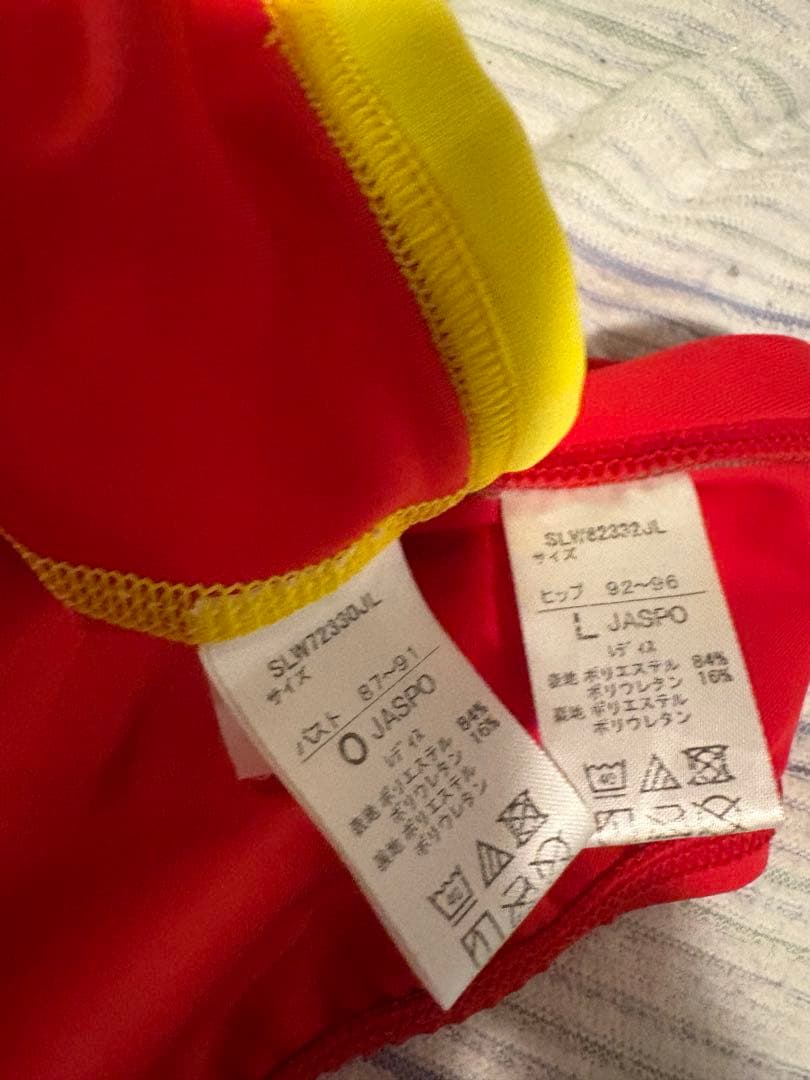 SLW72330JL
サイズ
バスト 87～91
O JASPO
レディス
表地 ポリエステル 84%
ポリウレタン 16%
裏地 ポリエステル
ポリウレタン
40
SLW82332JL
サイズ
ヒップ 92～96
L JASPO
レディス
表地 ポリエステル 84%
ポリウレタン 16%
裏地 ポリエステル
ポリウレタン
40